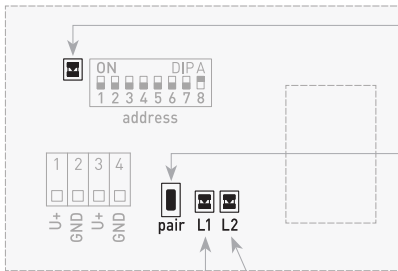 ON DIPA
1 2 3 4 5 6 7 8
address
1 2 3 4
U+ GND U+ GND
pair L1 L2